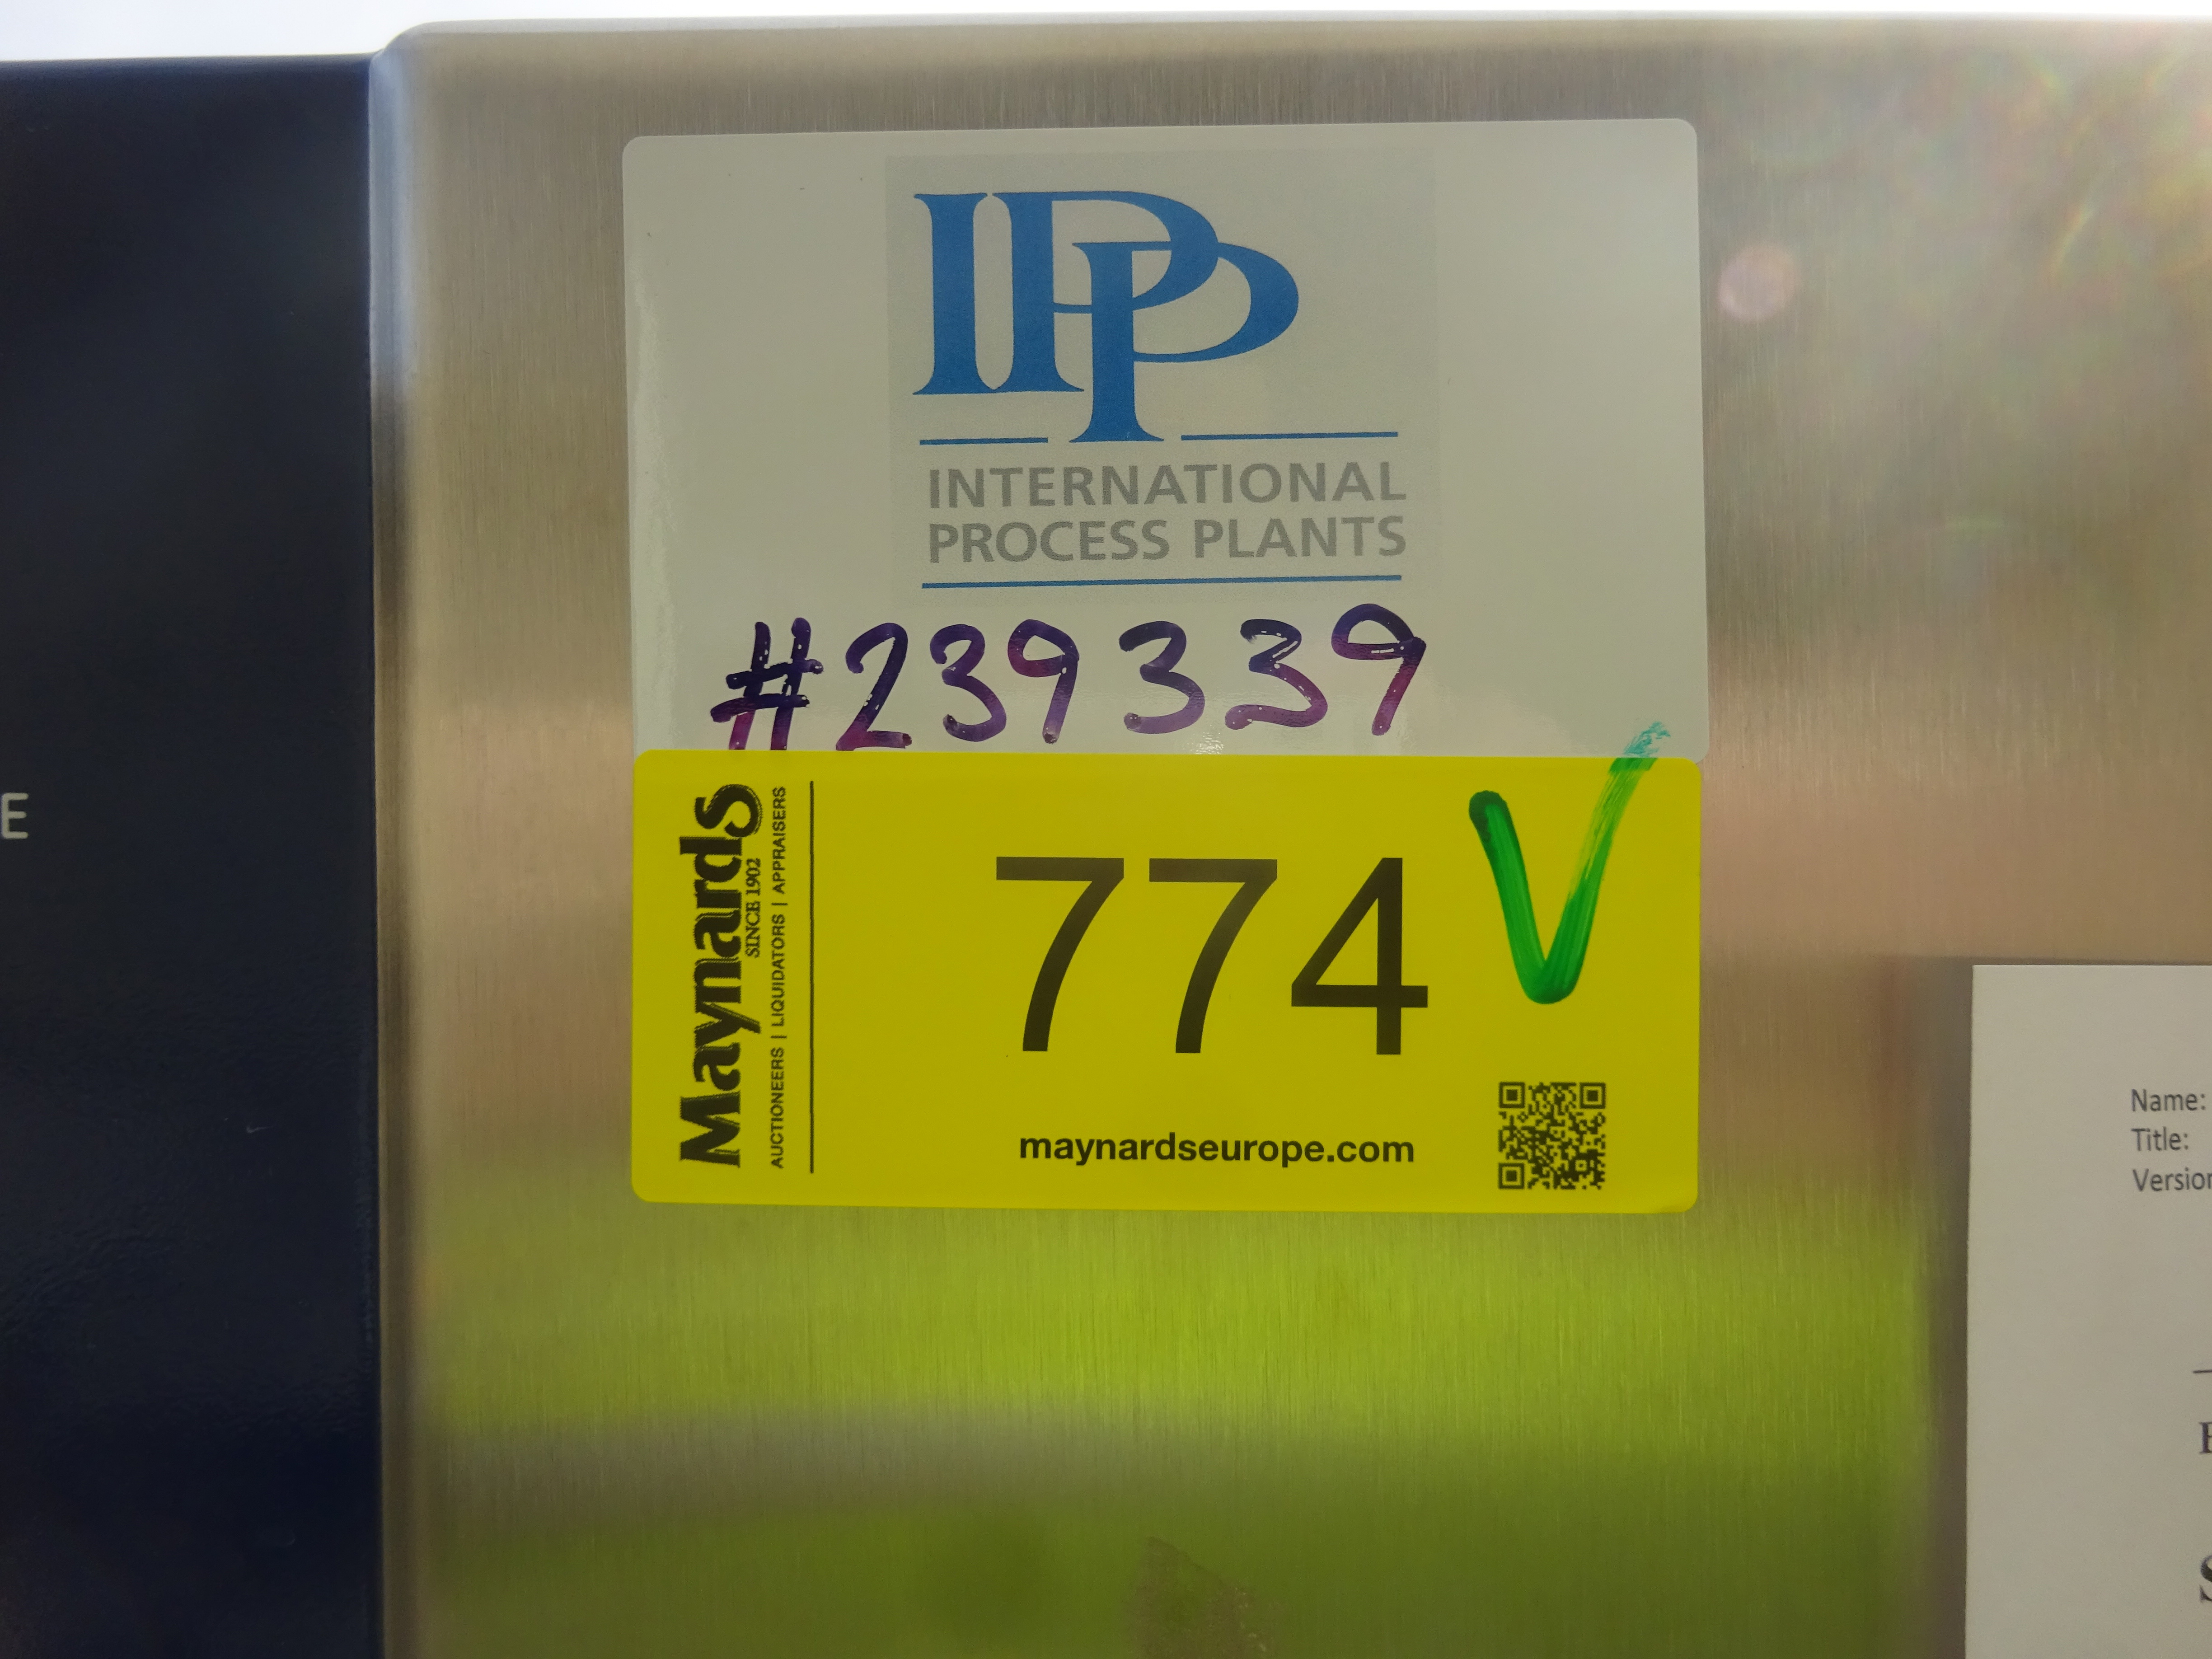 IPP
INTERNATIONAL
PROCESS PLANTS
#239339
E
Maynards
SINCE 1902
AUCTIONEERS | LIQUIDATORS | APPRAISERS
774 V
maynardseurope.com
Name:
Title: